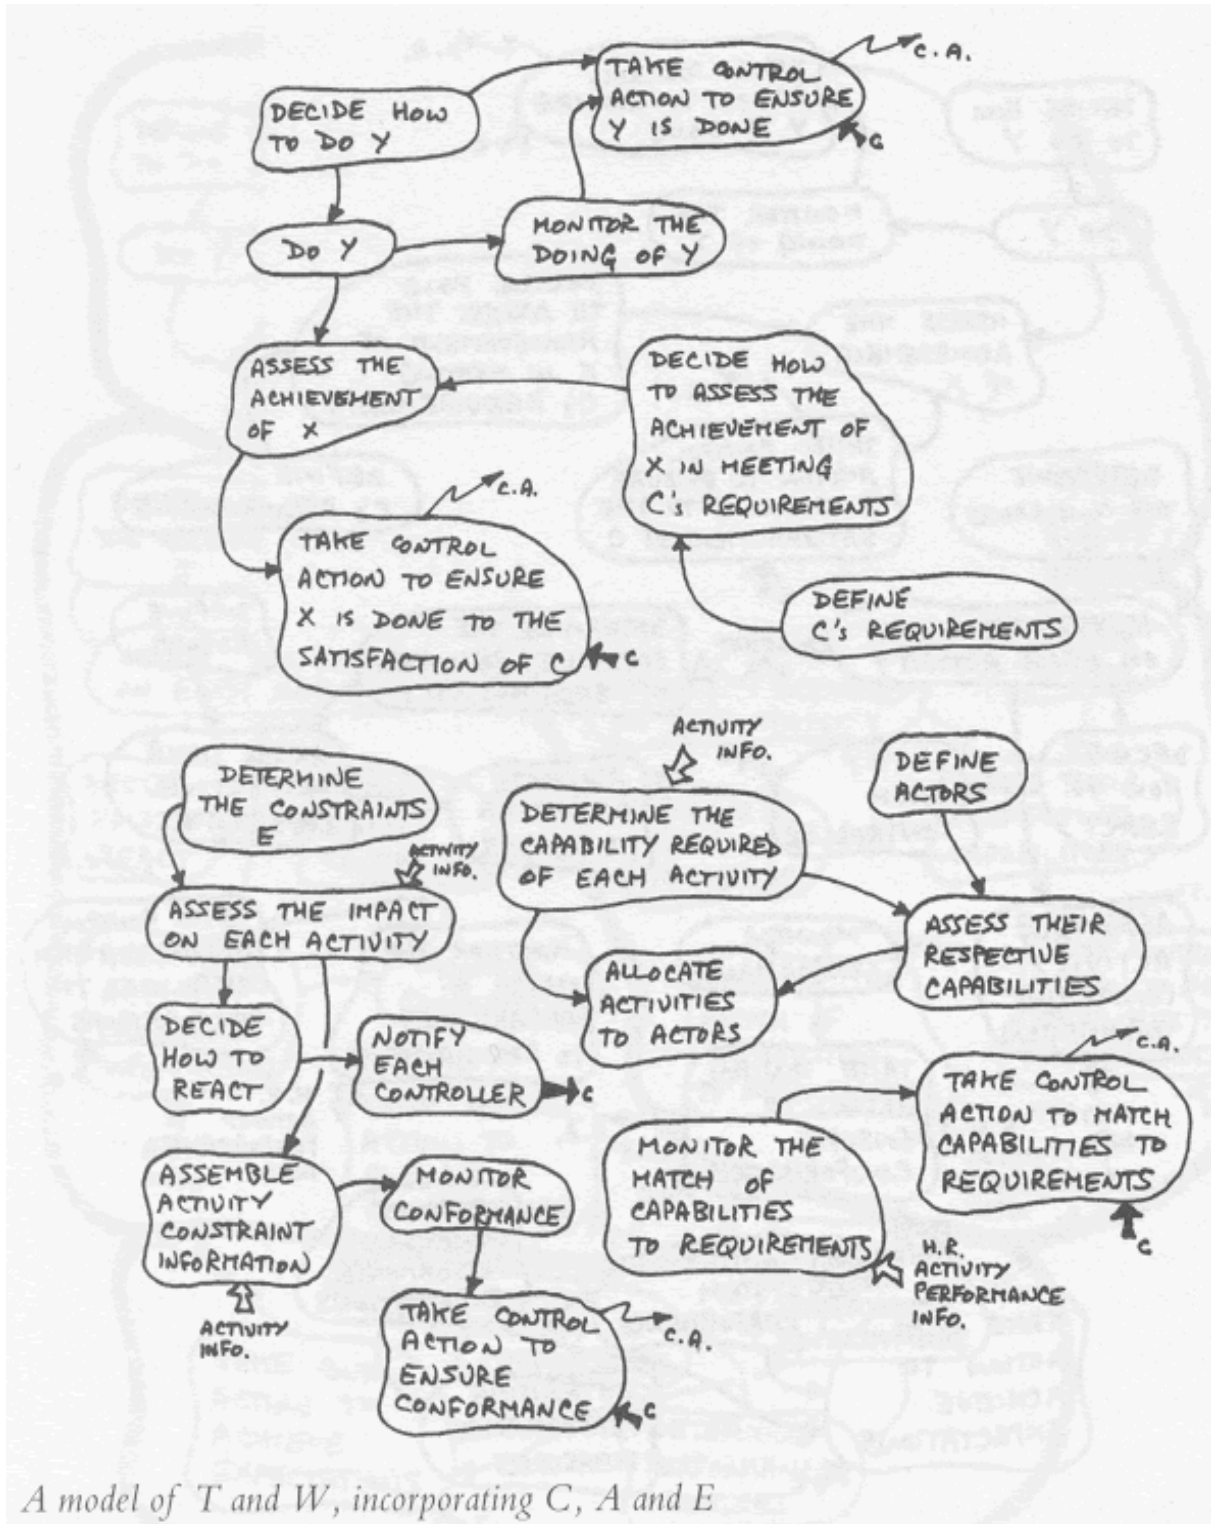 C.A.
TAKE CONTROL
ACTION TO ENSURE
Y IS DONE
C
DECIDE HOW
TO DO Y
DO Y
MONITOR THE
DOING OF Y
ASSESS THE
ACHIEVEMENT
OF X
DECIDE HOW
TO ASSESS THE
ACHIEVEMENT OF
X IN MEETING
C's REQUIREMENTS
C.A.
TAKE CONTROL
ACTION TO ENSURE
X IS DONE TO THE
SATISFACTION OF C
C
DEFINE
C's REQUIREMENTS
DETERMINE
THE CONSTRAINTS
E
ACTIVITY
INFO.
ASSESS THE IMPACT
ON EACH ACTIVITY
DECIDE
HOW TO
REACT
NOTIFY
EACH
CONTROLLER
C
ASSEMBLE
ACTIVITY
CONSTRAINT
INFORMATION
ACTIVITY
INFO.
MONITOR
CONFORMANCE
TAKE CONTROL
ACTION TO
ENSURE
CONFORMANCE
C.A.
C
ACTIVITY
INFO.
DETERMINE THE
CAPABILITY REQUIRED
OF EACH ACTIVITY
DEFINE
ACTORS
ASSESS THEIR
RESPECTIVE
CAPABILITIES
ALLOCATE
ACTIVITIES
TO ACTORS
MONITOR THE
MATCH OF
CAPABILITIES
TO REQUIREMENTS
H.R.
ACTIVITY
PERFORMANCE
INFO.
C.A.
TAKE CONTROL
ACTION TO MATCH
CAPABILITIES TO
REQUIREMENTS
C
A model of T and W, incorporating C, A and E